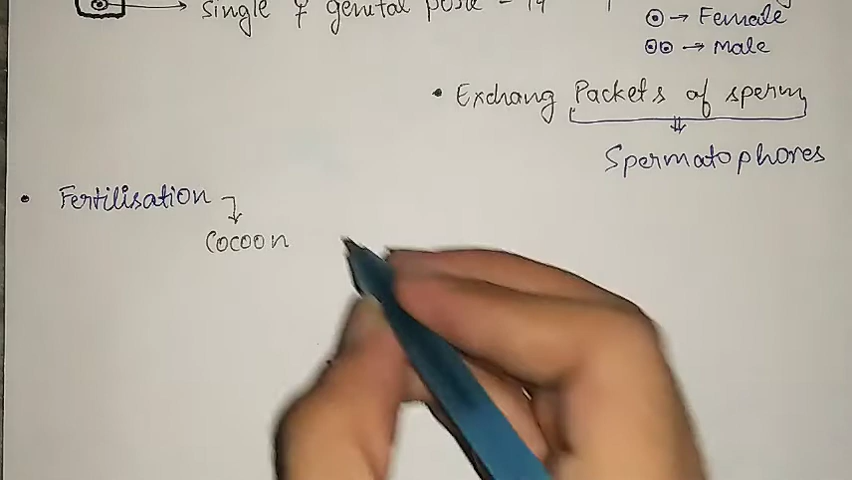 single ♀ genital pore - 14
⊙ → Female
⊙⊙ → male
• Exchang Packets of sperm
Spermatophores
• Fertilisation
Cocoon